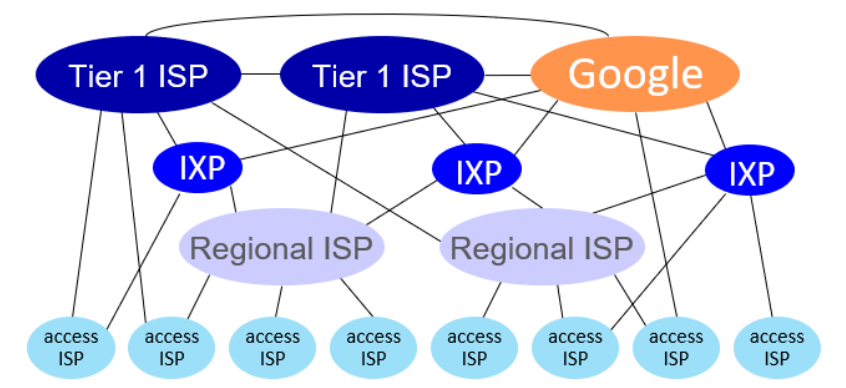 Tier 1 ISP
Tier 1 ISP
Google
IXP
IXP
IXP
Regional ISP
Regional ISP
access
ISP
access
ISP
access
ISP
access
ISP
access
ISP
access
ISP
access
ISP
access
ISP